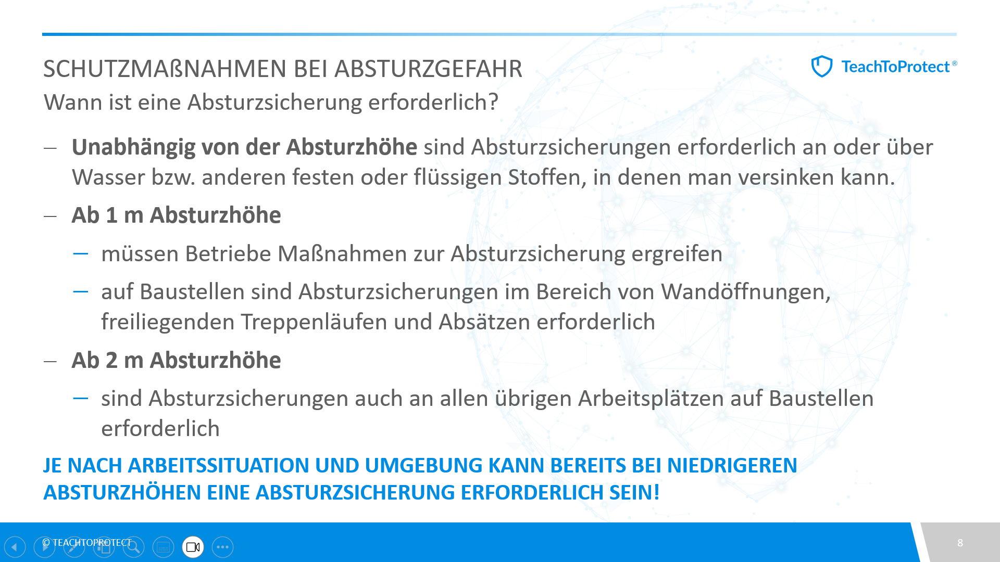 SCHUTZMAßNAHMEN BEI ABSTURZGEFAHR
TeachToProtect®
Wann ist eine Absturzsicherung erforderlich?
– Unabhängig von der Absturzhöhe sind Absturzsicherungen erforderlich an oder über
Wasser bzw. anderen festen oder flüssigen Stoffen, in denen man versinken kann.
– Ab 1 m Absturzhöhe
– müssen Betriebe Maßnahmen zur Absturzsicherung ergreifen
– auf Baustellen sind Absturzsicherungen im Bereich von Wandöffnungen,
freiliegenden Treppenläufen und Absätzen erforderlich
– Ab 2 m Absturzhöhe
– sind Absturzsicherungen auch an allen übrigen Arbeitsplätzen auf Baustellen
erforderlich
JE NACH ARBEITSSITUATION UND UMGEBUNG KANN BEREITS BEI NIEDRIGEREN
ABSTURZHÖHEN EINE ABSTURZSICHERUNG ERFORDERLICH SEIN!
© TEACHTOPROTECT
8